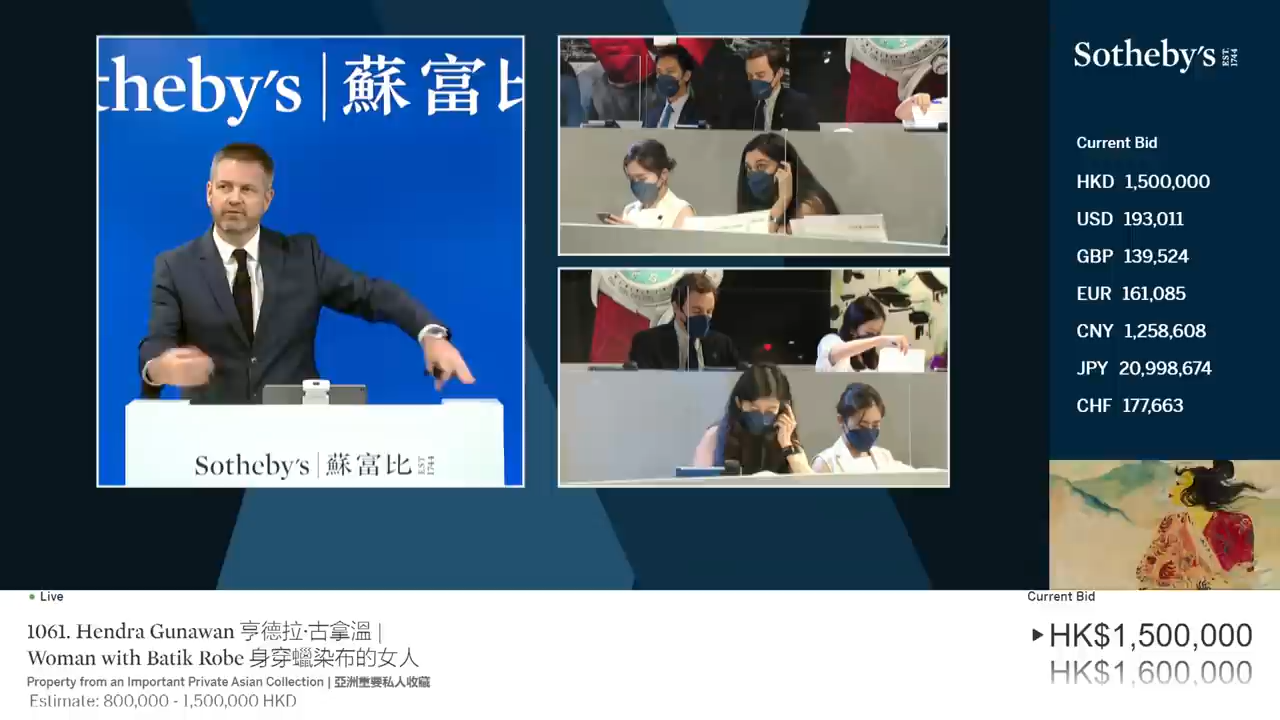 theby's | 蘇富比
Sotheby's | 蘇富比 EST. 1744
Sotheby's EST. 1744
Current Bid
HKD 1,500,000
USD 193,011
GBP 139,524
EUR 161,085
CNY 1,258,608
JPY 20,998,674
CHF 177,663
Live
1061. Hendra Gunawan 亨德拉·古拿溫 |
Woman with Batik Robe 身穿蠟染布的女人
Property from an Important Private Asian Collection | 亞洲重要私人收藏
Estimate: 800,000 - 1,500,000 HKD
Current Bid
HK$1,500,000
HK$1,600,000